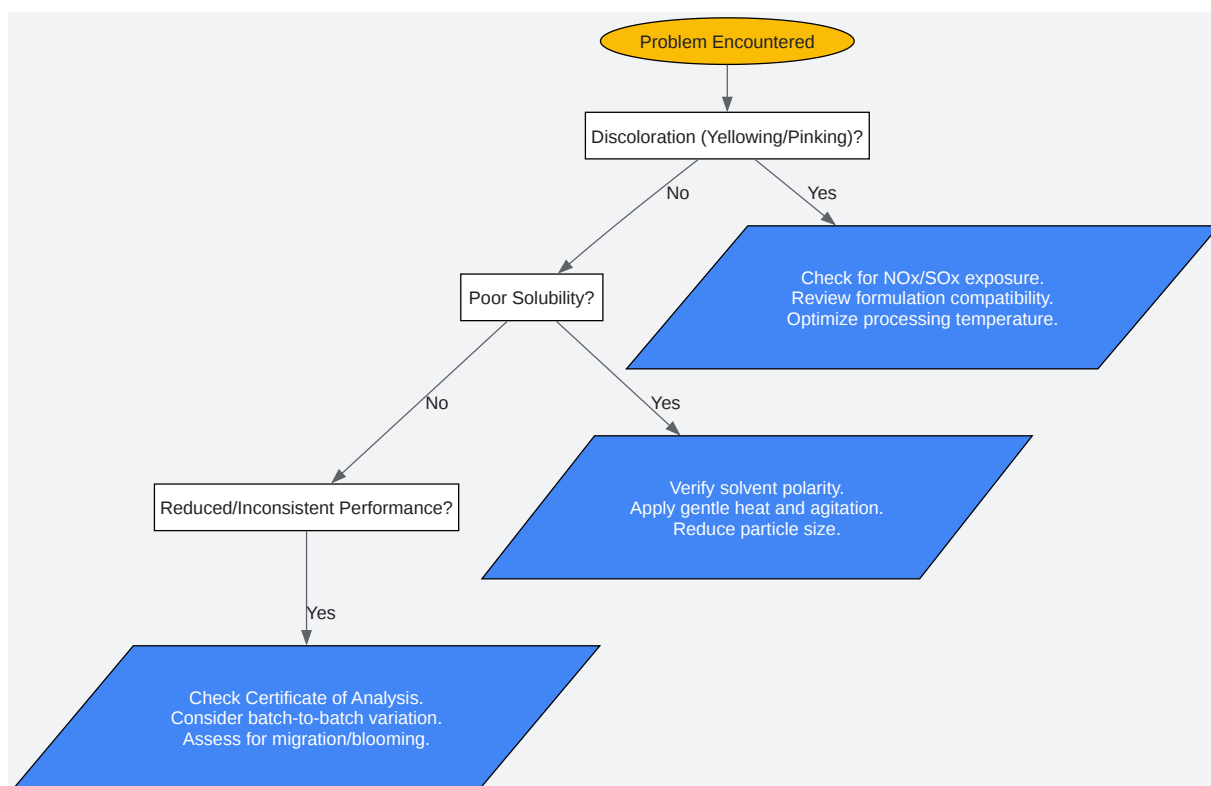 Problem Encountered
Discoloration (Yellowing/Pinking)?
No
Yes
Check for NOx/SOx exposure.
Review formulation compatibility.
Optimize processing temperature.
Poor Solubility?
No
Yes
Verify solvent polarity.
Apply gentle heat and agitation.
Reduce particle size.
Reduced/Inconsistent Performance?
Yes
Check Certificate of Analysis.
Consider batch-to-batch variation.
Assess for migration/blooming.